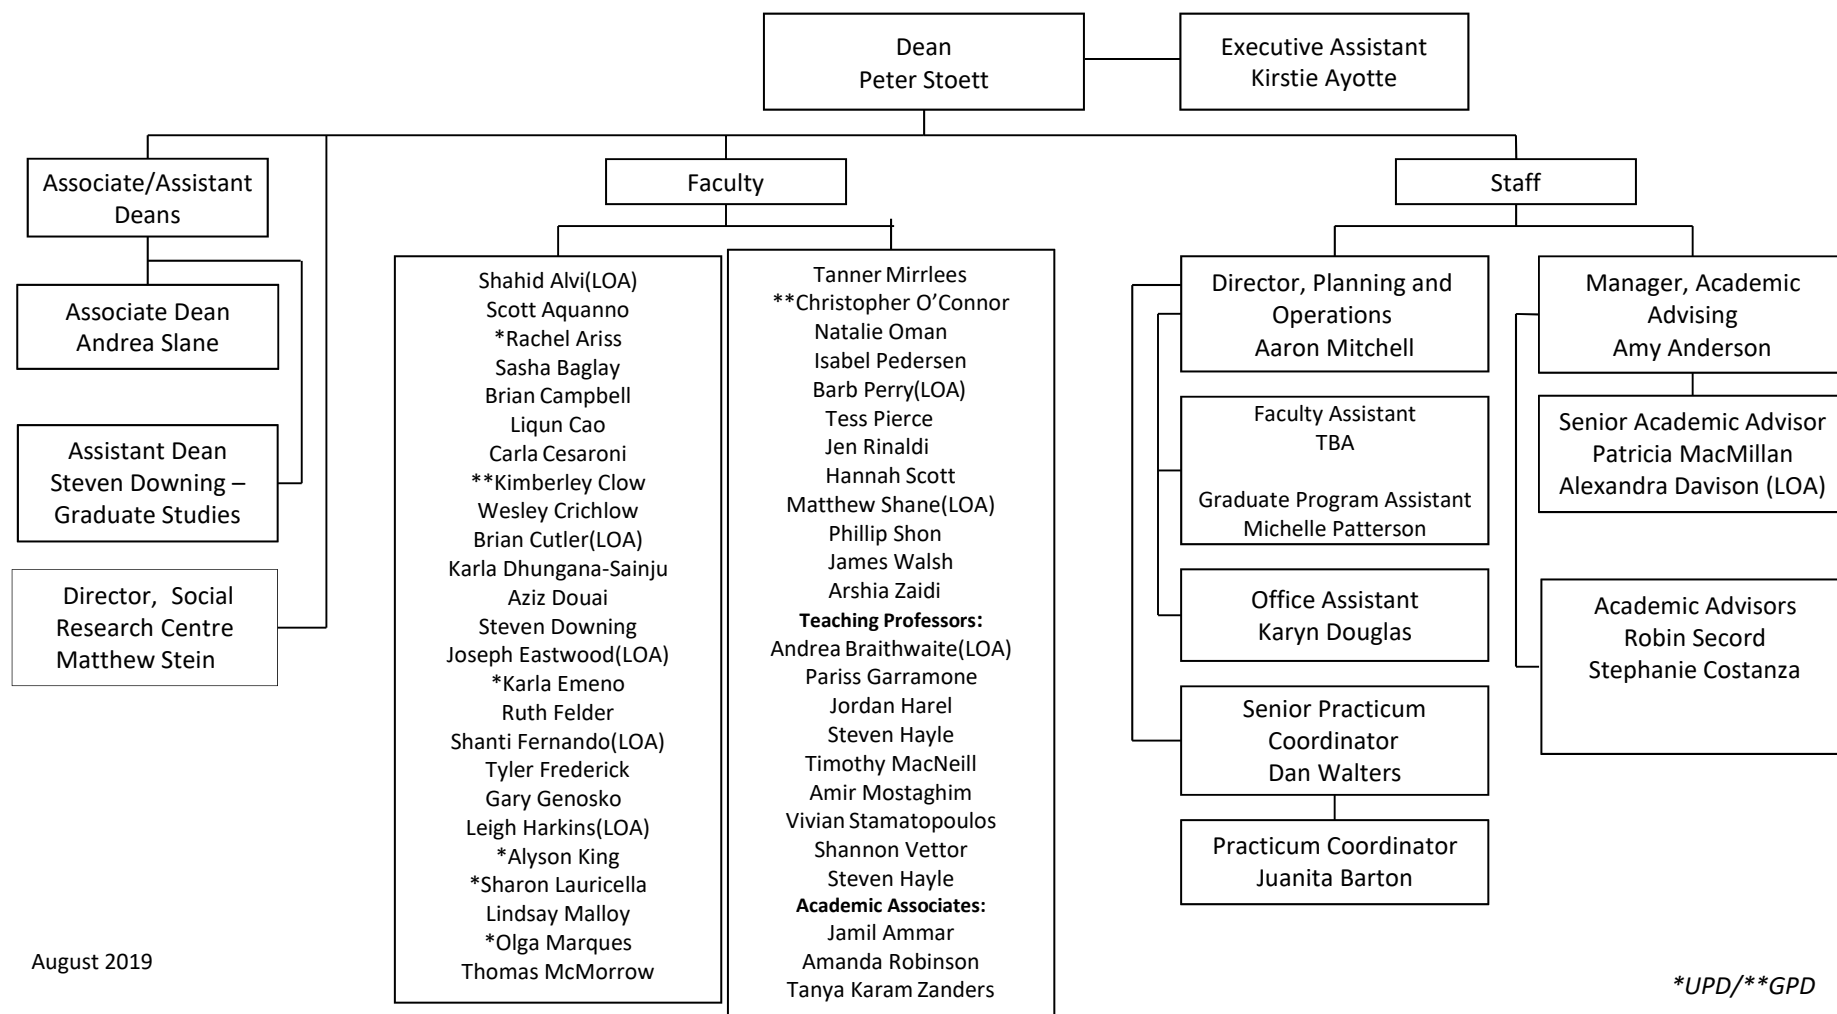 Dean
Peter Stoett
Executive Assistant
Kirstie Ayotte
Associate/Assistant
Deans
Faculty
Staff
Associate Dean
Andrea Slane
Assistant Dean
Steven Downing –
Graduate Studies
Director, Social
Research Centre
Matthew Stein
Shahid Alvi(LOA)
Scott Aquanno
*Rachel Ariss
Sasha Baglay
Brian Campbell
Liqun Cao
Carla Cesaroni
**Kimberley Clow
Wesley Crichlow
Brian Cutler(LOA)
Karla Dhungana-Sainju
Aziz Douai
Steven Downing
Joseph Eastwood(LOA)
*Karla Emeno
Ruth Felder
Shanti Fernando(LOA)
Tyler Frederick
Gary Genosko
Leigh Harkins(LOA)
*Alyson King
*Sharon Lauricella
Lindsay Malloy
*Olga Marques
Thomas McMorrow
Tanner Mirrlees
**Christopher O’Connor
Natalie Oman
Isabel Pedersen
Barb Perry(LOA)
Tess Pierce
Jen Rinaldi
Hannah Scott
Matthew Shane(LOA)
Phillip Shon
James Walsh
Arshia Zaidi
Teaching Professors:
Andrea Braithwaite(LOA)
Pariss Garramone
Jordan Harel
Steven Hayle
Timothy MacNeill
Amir Mostaghim
Vivian Stamatopoulos
Shannon Vettor
Steven Hayle
Academic Associates:
Jamil Ammar
Amanda Robinson
Tanya Karam Zanders
Director, Planning and
Operations
Aaron Mitchell
Faculty Assistant
TBA
Graduate Program Assistant
Michelle Patterson
Office Assistant
Karyn Douglas
Senior Practicum
Coordinator
Dan Walters
Practicum Coordinator
Juanita Barton
Manager, Academic
Advising
Amy Anderson
Senior Academic Advisor
Patricia MacMillan
Alexandra Davison (LOA)
Academic Advisors
Robin Secord
Stephanie Costanza
August 2019
*UPD/**GPD